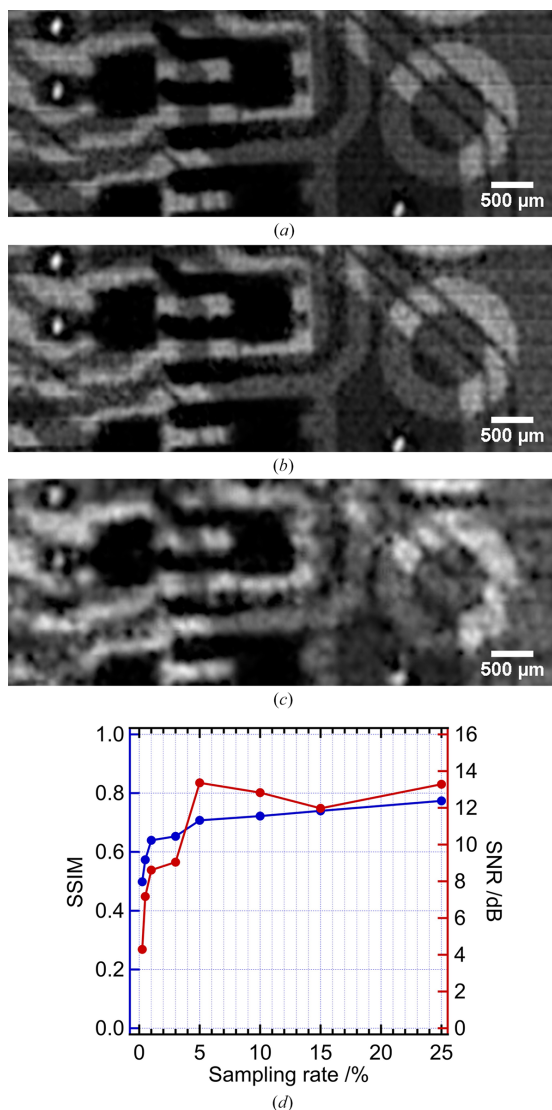 500 µm
(a)
500 µm
(b)
500 µm
(c)
1.0 16
14
0.8 12
0.6 10
SSIM 8 SNR /dB
0.4 6
4
0.2 2
0.0 0
0 5 10 15 20 25
Sampling rate /%
(d)